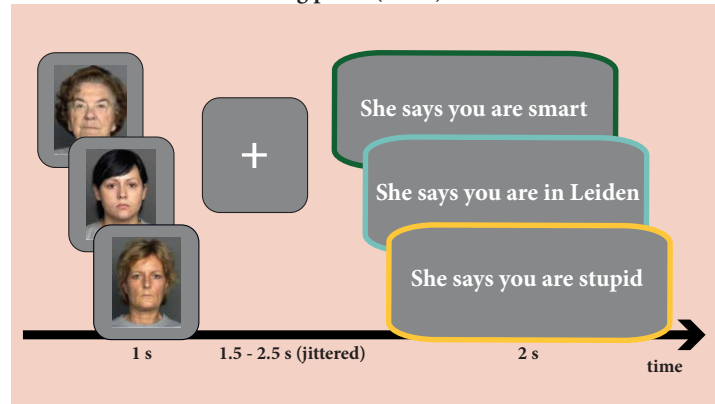 She says you are smart
+
She says you are in Leiden
She says you are stupid
1 s
1.5 - 2.5 s (jittered)
2 s
time